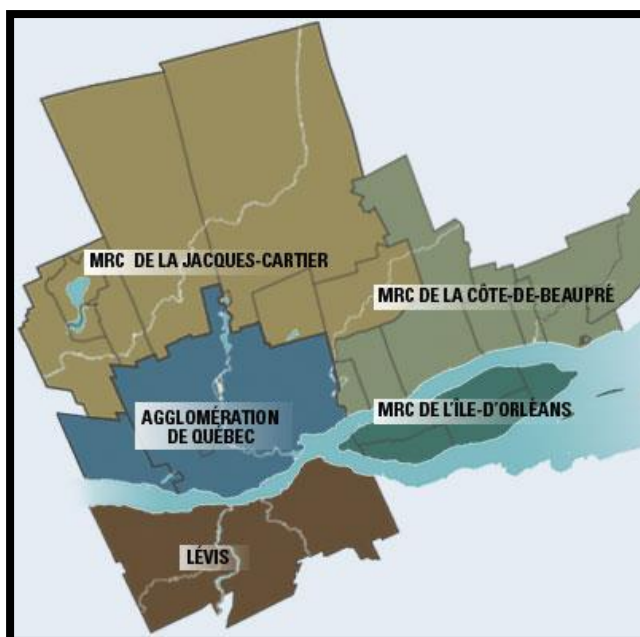 MRC DE LA JACQUES-CARTIER
MRC DE LA CÔTE-DE-BEAUPRÉ
AGGLOMÉRATION
DE QUÉBEC
MRC DE L'ÎLE-D'ORLÉANS
LÉVIS